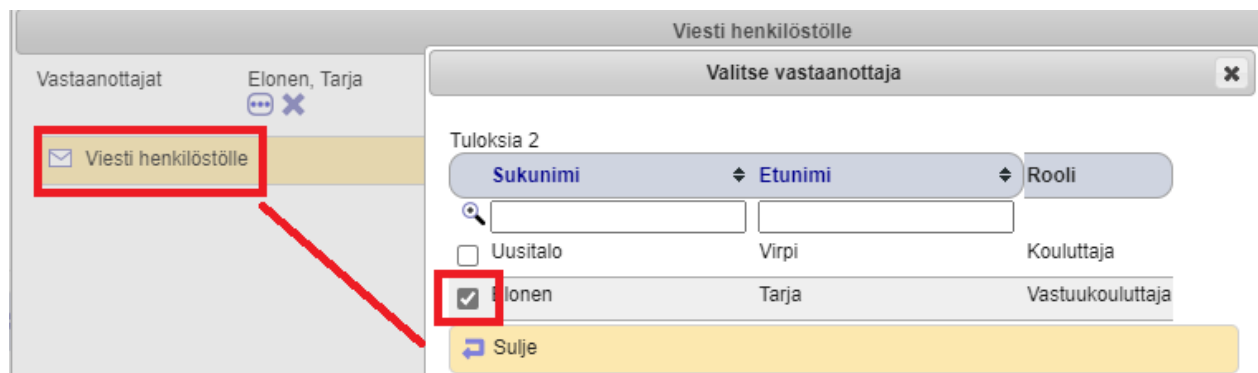 Viesti henkilöstölle
Vastaanottajat
Elonen, Tarja
Viesti henkilöstölle
Valitse vastaanottaja
Tuloksia 2
Sukunimi Etunimi Rooli
Uusitalo Virpi Kouluttaja
Elonen Tarja Vastuukouluttaja
Sulje